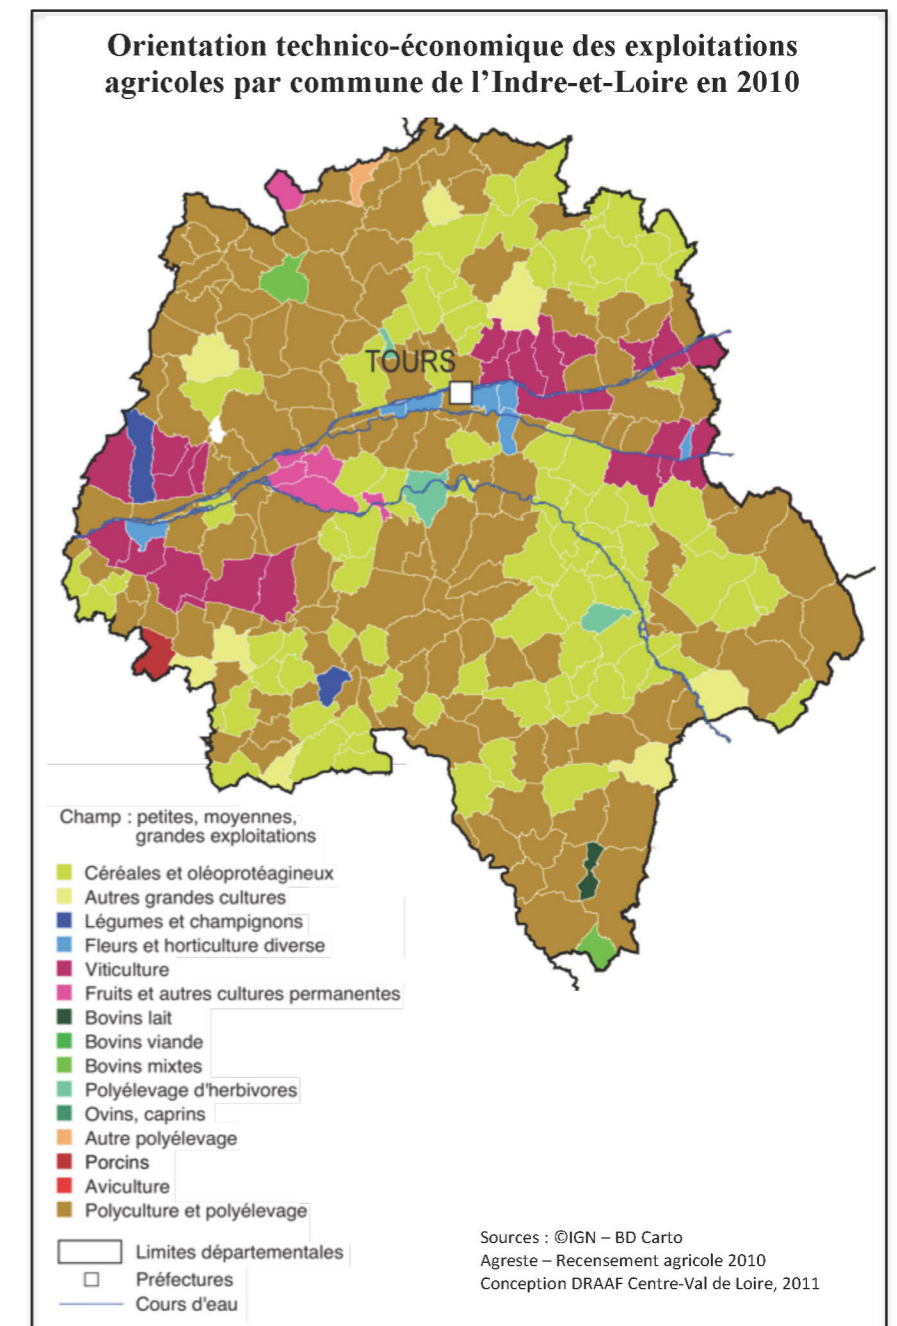 Orientation technico-économique des exploitations
agricoles par commune de l’Indre-et-Loire en 2010
TOURS
Champ : petites, moyennes,
grandes exploitations
Céréales et oléoprotéagineux
Autres grandes cultures
Légumes et champignons
Fleurs et horticulture diverse
Viticulture
Fruits et autres cultures permanentes
Bovins lait
Bovins viande
Bovins mixtes
Polyélevage d'herbivores
Ovins, caprins
Autre polyélevage
Porcins
Aviculture
Polyculture et polyélevage
Limites départementales
Préfectures
Cours d'eau
Sources : ©IGN – BD Carto
Agreste – Recensement agricole 2010
Conception DRAAF Centre-Val de Loire, 2011